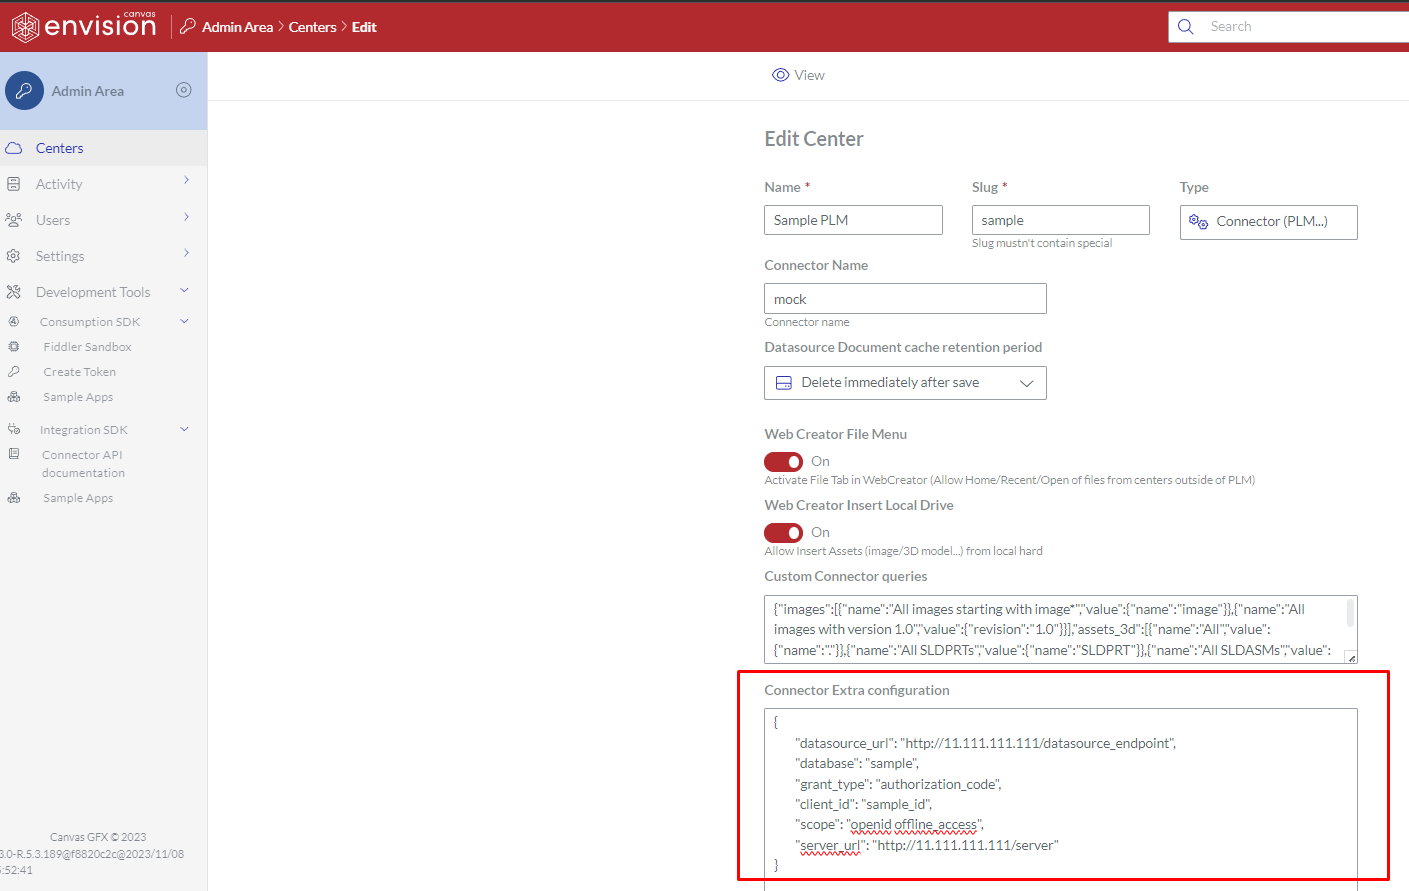 canvas
envision
Admin Area > Centers > Edit
Search
Admin Area
View
Centers
Activity
Users
Settings
Development Tools
Consumption SDK
Fiddler Sandbox
Create Token
Sample Apps
Integration SDK
Connector API
documentation
Sample Apps
Canvas GFX © 2023
3.0-R.5.3.189@f8820c2c@2023/11/08
:52:41
Edit Center
Name * Slug * Type
Sample PLM sample Connector (PLM...)
Slug mustn't contain special
Connector Name
mock
Connector name
Datasource Document cache retention period
Delete immediately after save
Web Creator File Menu
On
Activate File Tab in WebCreator (Allow Home/Recent/Open of files from centers outside of PLM)
Web Creator Insert Local Drive
On
Allow Insert Assets (image/3D model...) from local hard
Custom Connector queries
{"images":[{"name":"All images starting with image*","value":{"name":"image"}},{"name":"All
images with version 1.0","value":{"revision":"1.0"}}],"assets_3d":[{"name":"All","value":
{"name":"."}},{"name":"All SLDPRTs","value":{"name":"SLDPRT"}},{"name":"All SLDASMs","value":
Connector Extra configuration
{
"datasource_url": "http://11.111.111.111/datasource_endpoint",
"database": "sample",
"grant_type": "authorization_code",
"client_id": "sample_id",
"scope": "openid offline_access",
"server_url": "http://11.111.111.111/server"
}